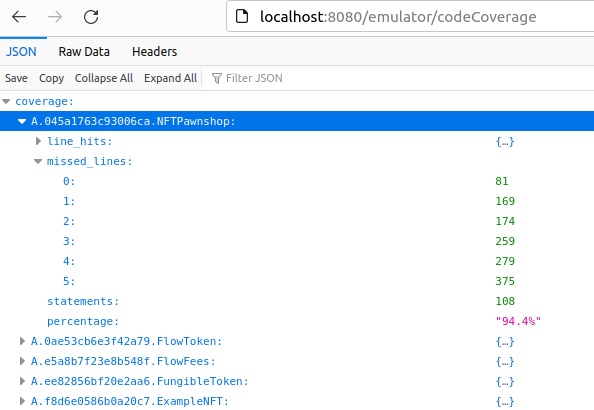 localhost:8080/emulator/codeCoverage
JSON Raw Data Headers
Save Copy Collapse All Expand All Filter JSON
coverage:
A.045a1763c93006ca.NFTPawnshop:
line_hits: {…}
missed_lines:
0: 81
1: 169
2: 174
3: 259
4: 279
5: 375
statements: 108
percentage: "94.4%"
A.0ae53cb6e3f42a79.FlowToken: {…}
A.e5a8b7f23e8b548f.FlowFees: {…}
A.ee82856bf20e2aa6.FungibleToken: {…}
A.f8d6e0586b0a20c7.ExampleNFT: {…}